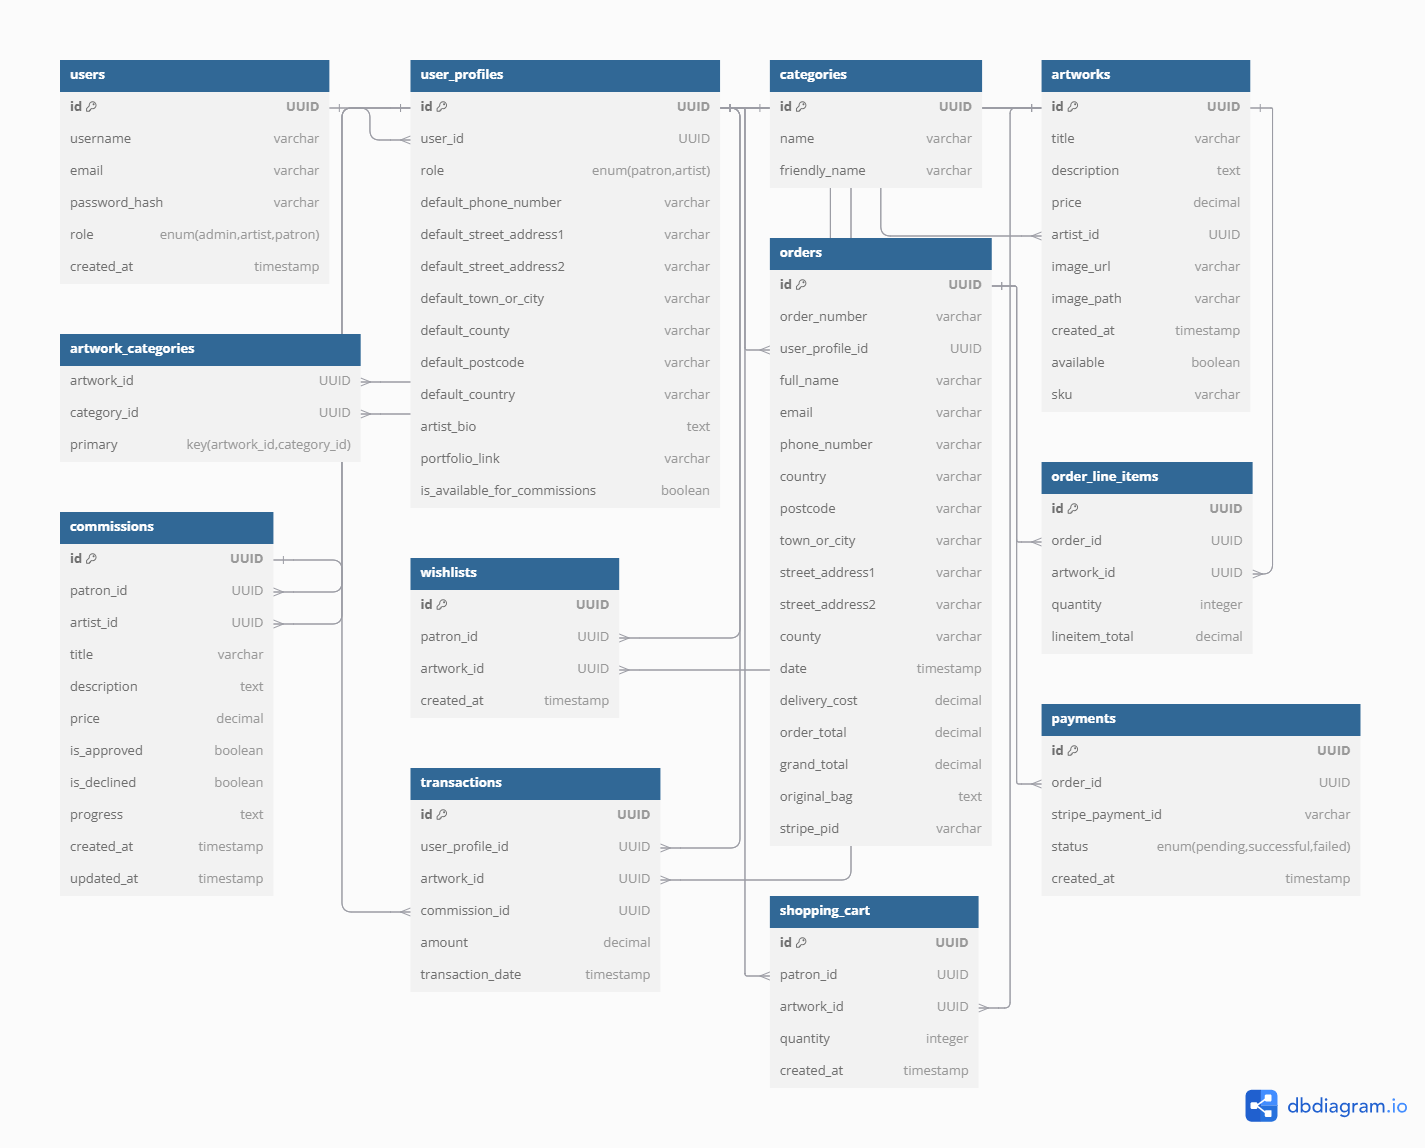 users
id UUID
username varchar
email varchar
password_hash varchar
role enum(admin,artist,patron)
created_at timestamp
artwork_categories
artwork_id UUID
category_id UUID
primary key(artwork_id,category_id)
commissions
id UUID
patron_id UUID
artist_id UUID
title varchar
description text
price decimal
is_approved boolean
is_declined boolean
progress text
created_at timestamp
updated_at timestamp
user_profiles
id UUID
user_id UUID
role enum(patron,artist)
default_phone_number varchar
default_street_address1 varchar
default_street_address2 varchar
default_town_or_city varchar
default_county varchar
default_postcode varchar
default_country varchar
artist_bio text
portfolio_link varchar
is_available_for_commissions boolean
wishlists
id UUID
patron_id UUID
artwork_id UUID
created_at timestamp
transactions
id UUID
user_profile_id UUID
artwork_id UUID
commission_id UUID
amount decimal
transaction_date timestamp
categories
id UUID
name varchar
friendly_name varchar
orders
id UUID
order_number varchar
user_profile_id UUID
full_name varchar
email varchar
phone_number varchar
country varchar
postcode varchar
town_or_city varchar
street_address1 varchar
street_address2 varchar
county varchar
date timestamp
delivery_cost decimal
order_total decimal
grand_total decimal
original_bag text
stripe_pid varchar
shopping_cart
id UUID
patron_id UUID
artwork_id UUID
quantity integer
created_at timestamp
artworks
id UUID
title varchar
description text
price decimal
artist_id UUID
image_url varchar
image_path varchar
created_at timestamp
available boolean
sku varchar
order_line_items
id UUID
order_id UUID
artwork_id UUID
quantity integer
lineitem_total decimal
payments
id UUID
order_id UUID
stripe_payment_id varchar
status enum(pending,successful,failed)
created_at timestamp
dbdiagram.io